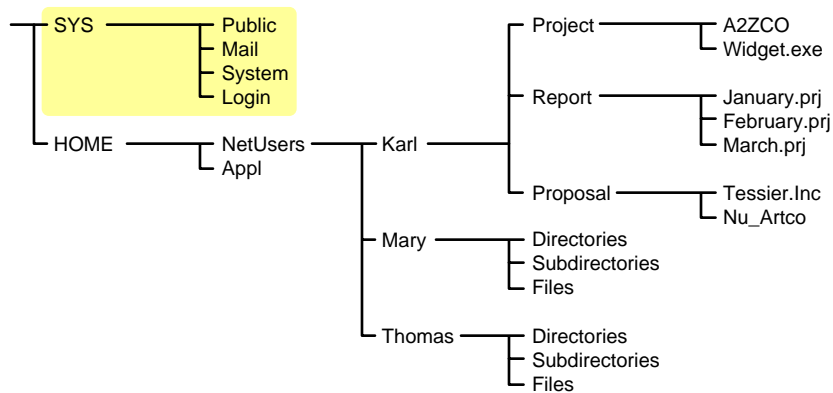 SYS
Public
Mail
System
Login
HOME
NetUsers
Appl
Karl
Project
A2ZCO
Widget.exe
Report
January.prj
February.prj
March.prj
Proposal
Tessier.Inc
Nu_Artco
Mary
Directories
Subdirectories
Files
Thomas
Directories
Subdirectories
Files